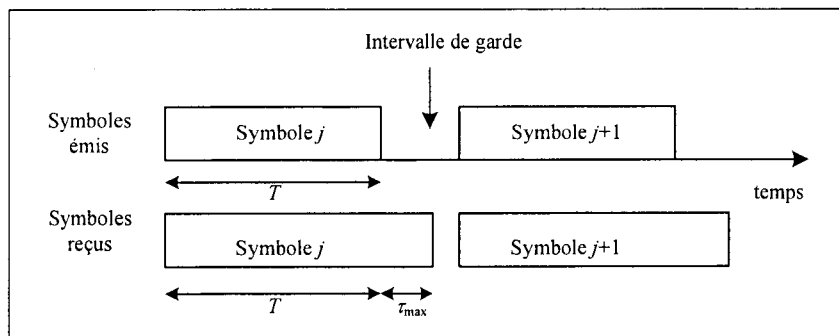 Intervalle de garde
Symboles
émis
Symbole j
Symbole j+1
T
temps
Symboles
reçus
Symbole j
Symbole j+1
T
τmax